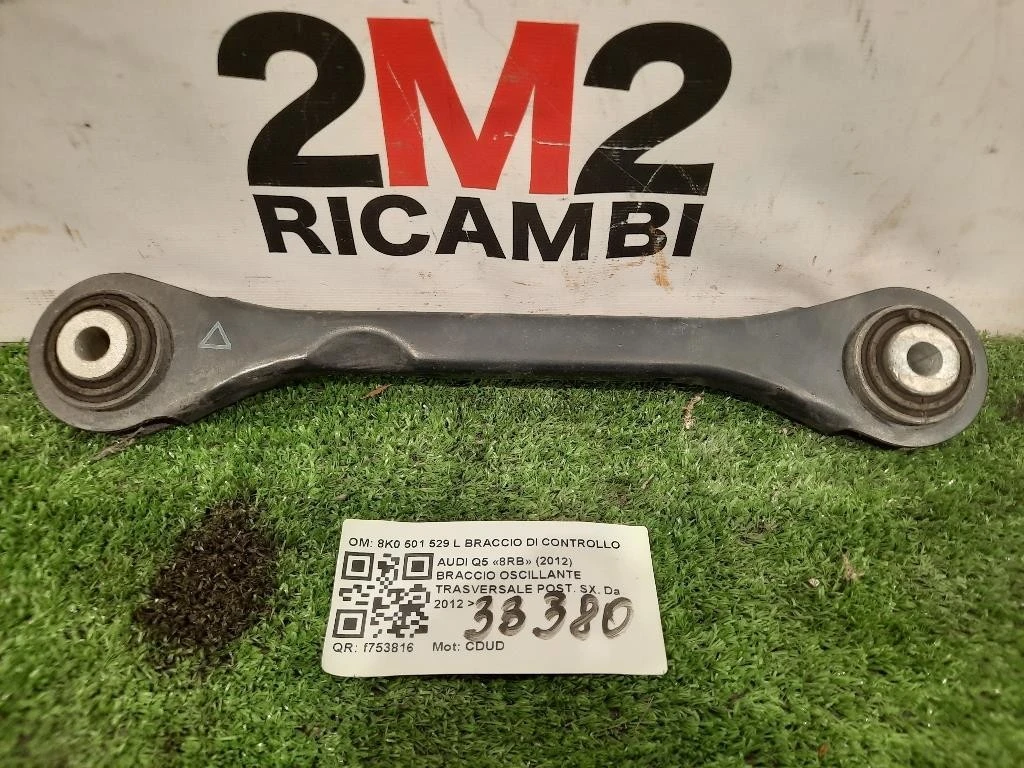 2M2
RICAMBI
OM: 8K0 501 529 L BRACCIO DI CONTROLLO
AUDI Q5 «8RB» (2012)
BRACCIO OSCILLANTE
TRASVERSALE POST. SX. Da
2012 >
33380
QR: f753816 Mot: CDUD